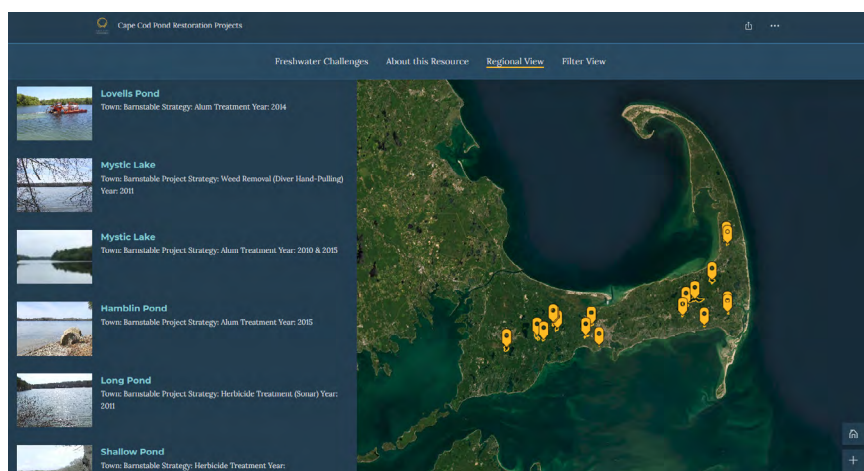 Cape Cod Pond Restoration Projects
Freshwater Challenges About this Resource Regional View Filter View
Lovells Pond
Town: Barnstable Strategy: Alum Treatment Year: 2014
Mystic Lake
Town: Barnstable Project Strategy: Weed Removal (Diver Hand-Pulling)
Year: 2011
Mystic Lake
Town: Barnstable Project Strategy: Alum Treatment Year: 2010 & 2015
Hamblin Pond
Town: Barnstable Project Strategy: Alum Treatment Year: 2015
Long Pond
Town: Barnstable Project Strategy: Herbicide Treatment (Sonar) Year:
2011
Shallow Pond
Town: Barnstable Strategy: Herbicide Treatment Year: